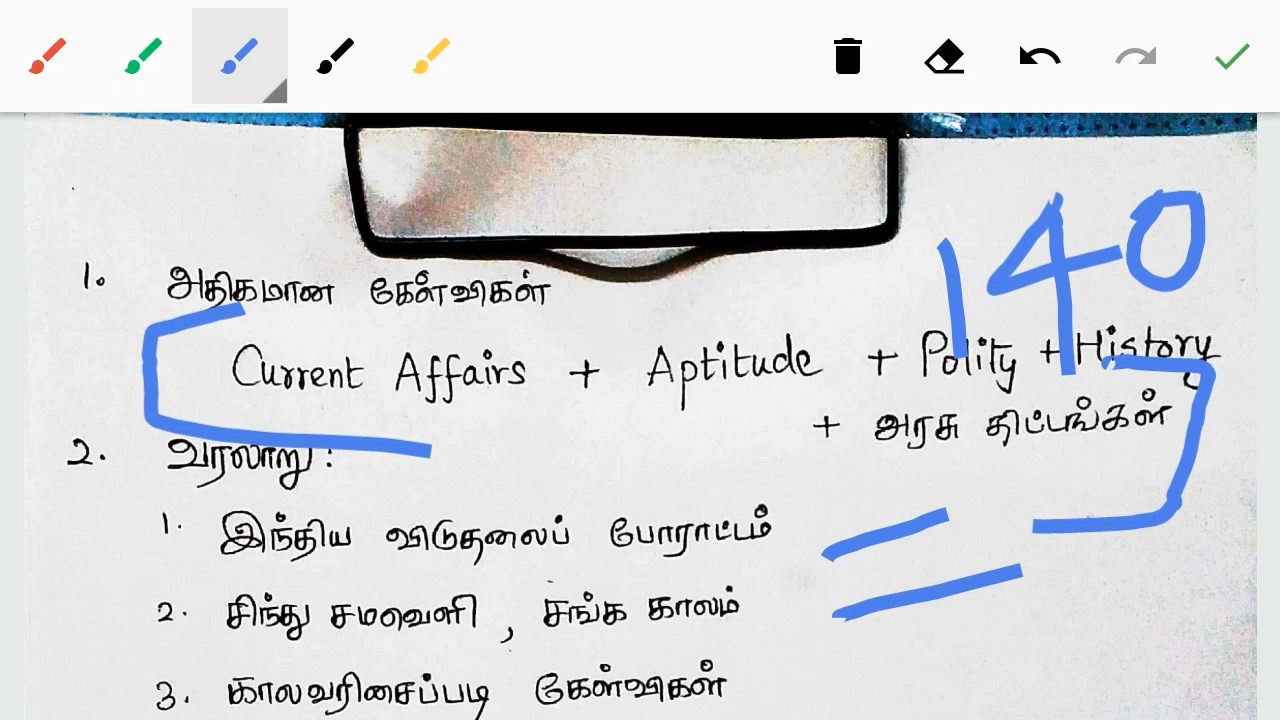 140
1. அதிகமான கேள்விகள்
Current Affairs + Aptitude + Polity + History
+ அரசு திட்டங்கள்
2. வரலாறு :
1. இந்திய விடுதலைப் போராட்டம்
2. சிந்து சமவெளி , சங்க காலம்
3. காலவரிசைப்படி கேள்விகள்